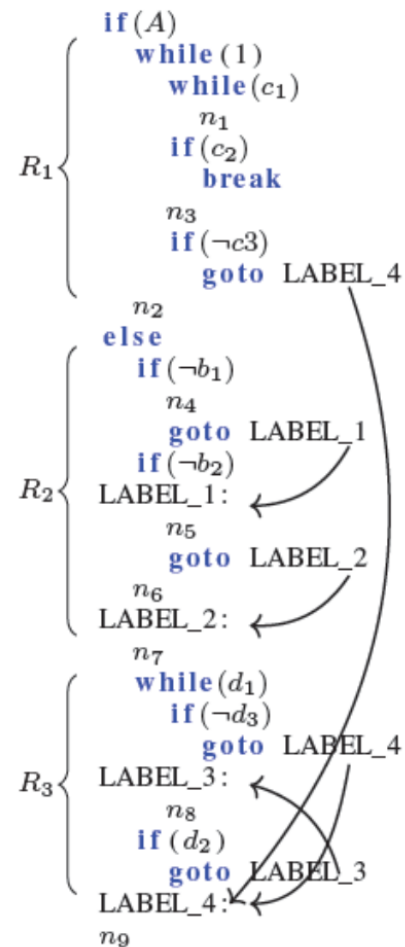 if(A)
while(1)
while(c₁)
n₁
if(c₂)
break
R₁
n₃
if(¬c3)
goto LABEL_4
n₂
else
if(¬b₁)
n₄
goto LABEL_1
if(¬b₂)
R₂
LABEL_1:
n₅
goto LABEL_2
n₆
LABEL_2:
n₇
while(d₁)
if(¬d₃)
goto LABEL_4
R₃
LABEL_3:
n₈
if(d₂)
goto LABEL_3
LABEL_4:
n₉